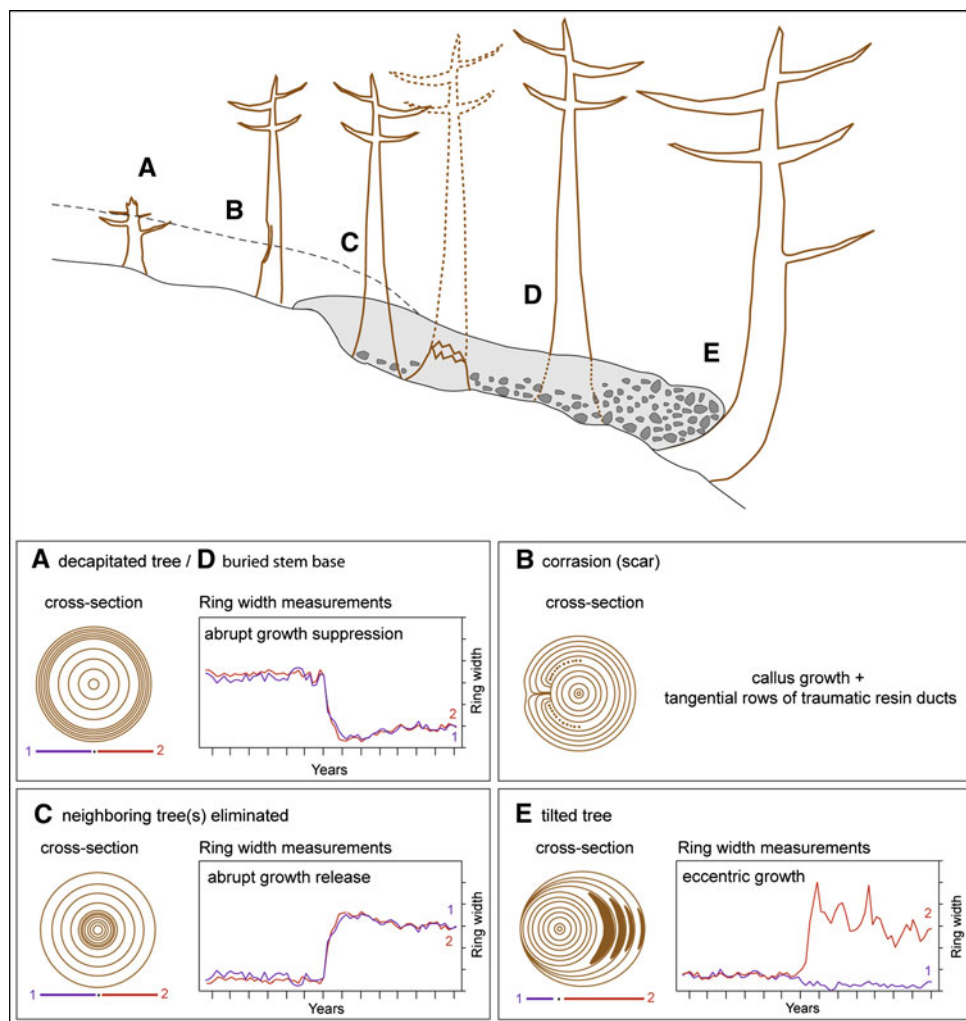 A
B
C
D
E
A decapitated tree / D buried stem base
cross-section
Ring width measurements
abrupt growth suppression
Ring width
2
1
1 2
Years
B corrasion (scar)
cross-section
callus growth +
tangential rows of traumatic resin ducts
C neighboring tree(s) eliminated
cross-section
Ring width measurements
abrupt growth release
Ring width
1
2
1 2
Years
E tilted tree
cross-section
Ring width measurements
eccentric growth
Ring width
2
1
1 2
Years